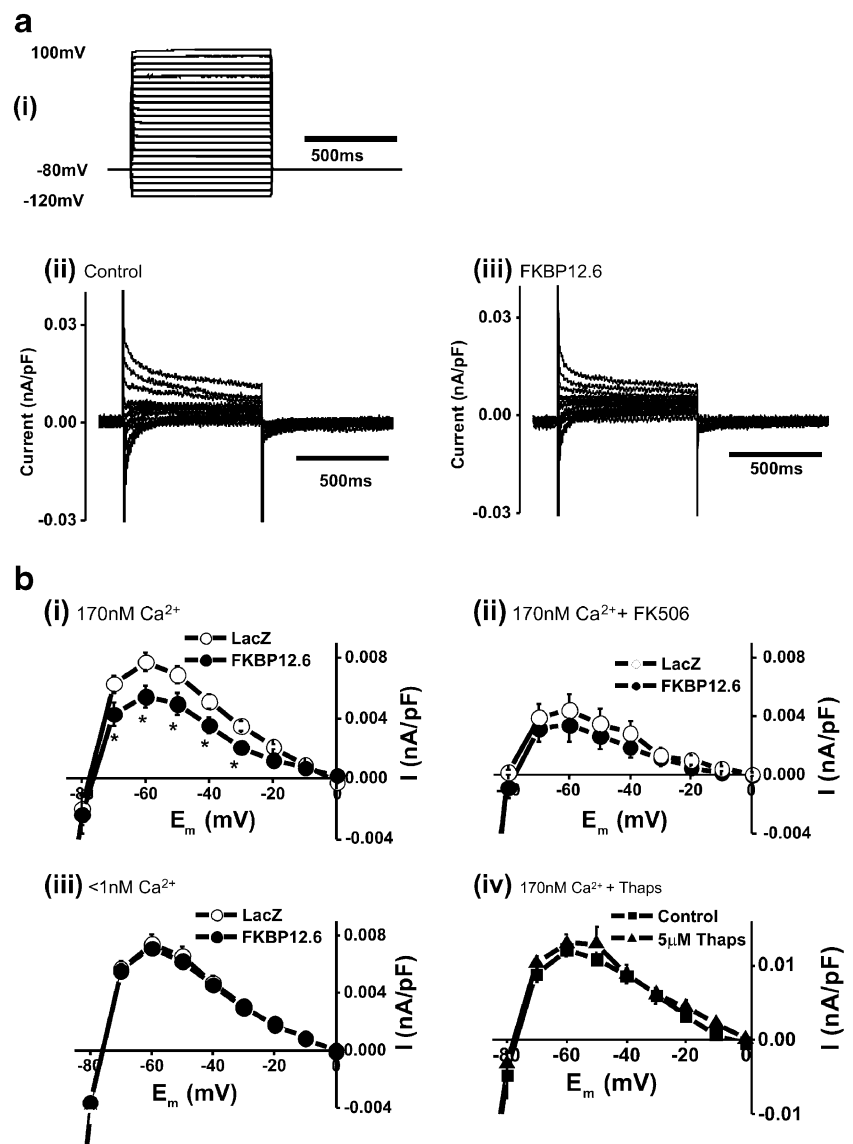 a
(i)
100mV
-80mV
-120mV
500ms
(ii) Control
Current (nA/pF)
0.03
0.00
-0.03
500ms
(iii) FKBP12.6
Current (nA/pF)
0.03
0.00
-0.03
500ms
b
(i) 170nM Ca²⁺
LacZ
FKBP12.6
0.008
0.004
0.000
-0.004
I (nA/pF)
-80 -60 -40 -20 0
* * * * *
Eₘ (mV)
(ii) 170nM Ca²⁺ + FK506
LacZ
FKBP12.6
0.008
0.004
0.000
-0.004
I (nA/pF)
-80 -60 -40 -20 0
Eₘ (mV)
(iii) <1nM Ca²⁺
LacZ
FKBP12.6
0.008
0.004
0.000
-0.004
I (nA/pF)
-80 -60 -40 -20 0
Eₘ (mV)
(iv) 170nM Ca²⁺ + Thaps
Control
5μM Thaps
0.01
0.00
-0.01
I (nA/pF)
-80 -60 -40 -20 0
Eₘ (mV)